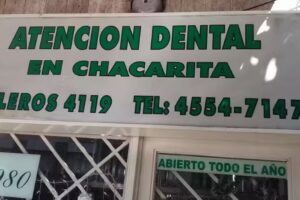 ATENCION DENTAL
EN CHACARITA
LEROS 4119 TEL: 4554-7147
ABIERTO TODO EL AÑO
980